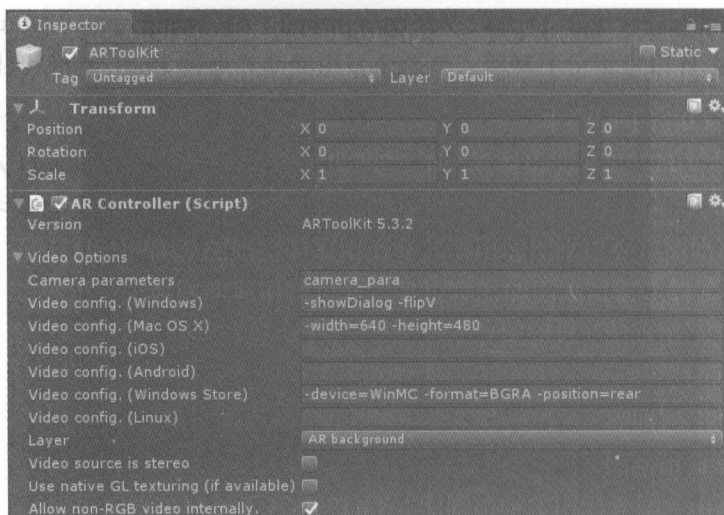 Inspector
ARToolKit Static
Tag Untagged Layer Default
Transform
Position X 0 Y 0 Z 0
Rotation X 0 Y 0 Z 0
Scale X 1 Y 1 Z 1
AR Controller (Script)
Version ARToolKit 5.3.2
Video Options
Camera parameters camera_para
Video config. (Windows) -showDialog -flipV
Video config. (Mac OS X) -width=640 -height=480
Video config. (iOS)
Video config. (Android)
Video config. (Windows Store) -device=WinMC -format=BGRA -position=rear
Video config. (Linux)
Layer AR background
Video source is stereo
Use native GL texturing (if available)
Allow non-RGB video internally.